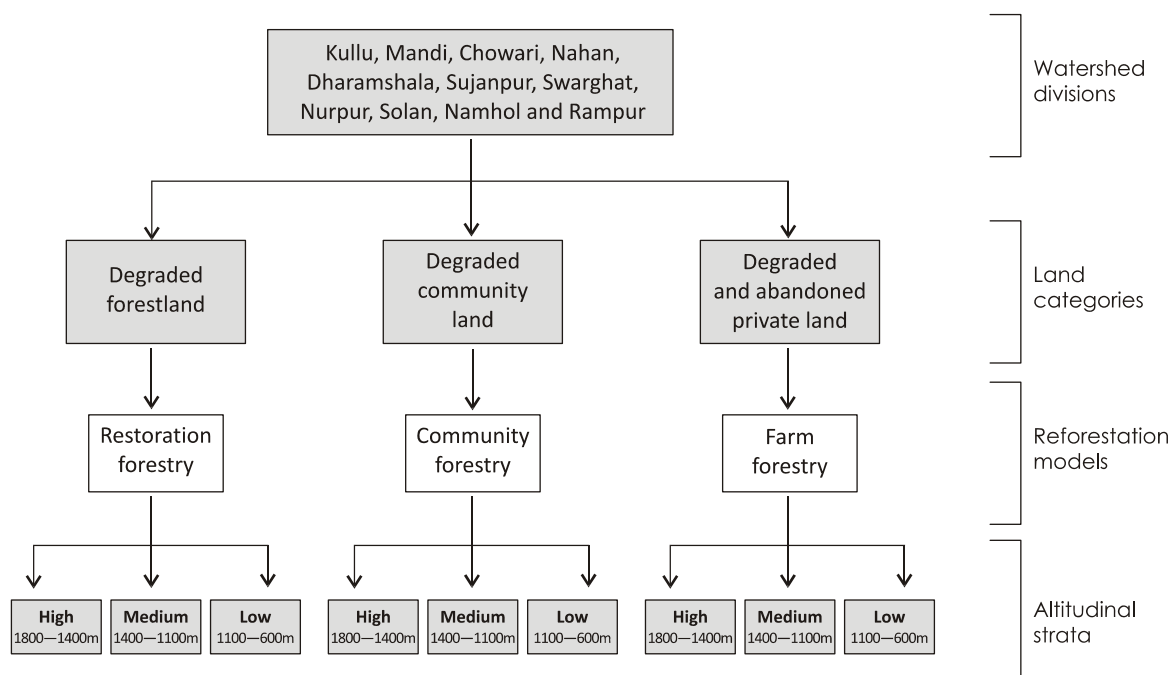 Kullu, Mandi, Chowari, Nahan,
Dharamshala, Sujanpur, Swarghat,
Nurpur, Solan, Namhol and Rampur
Watershed
divisions
Degraded
forestland
Degraded
community
land
Degraded
and abandoned
private land
Land
categories
Restoration
forestry
Community
forestry
Farm
forestry
Reforestation
models
High
1800—1400m
Medium
1400—1100m
Low
1100—600m
High
1800—1400m
Medium
1400—1100m
Low
1100—600m
High
1800—1400m
Medium
1400—1100m
Low
1100—600m
Altitudinal
strata